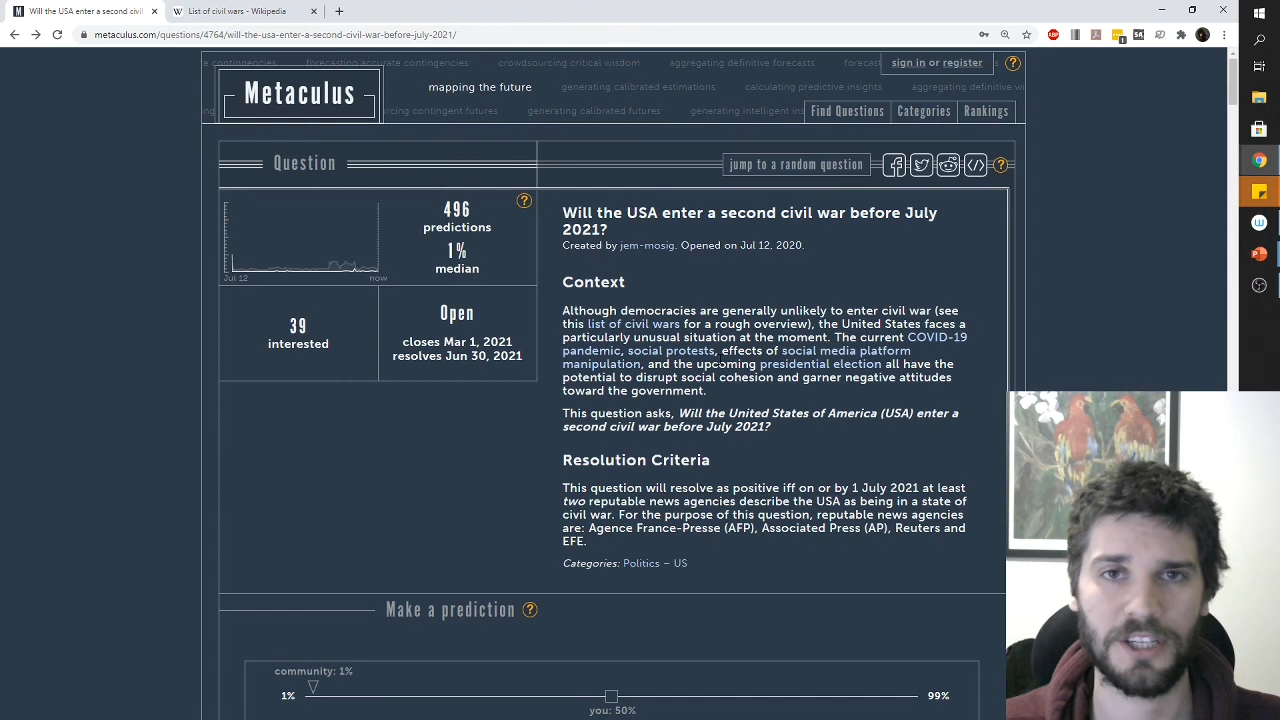 Will the USA enter a second civil
List of civil wars - Wikipedia
metaculus.com/questions/4764/will-the-usa-enter-a-second-civil-war-before-july-2021/
contingencies forecasting accurate contingencies crowdsourcing critical wisdom aggregating definitive forecasts
sign in or register
?
Metaculus
mapping the future generating calibrated estimations calculating predictive insights aggregating definitive
contingent futures generating calibrated futures
Find Questions Categories Rankings
Question
jump to a random question
?
496
predictions
?
1%
median
Jul 12 now
39
interested
Open
closes Mar 1, 2021
resolves Jun 30, 2021
Will the USA enter a second civil war before July
2021?
Created by jem-mosig. Opened on Jul 12, 2020.
Context
Although democracies are generally unlikely to enter civil war (see
this list of civil wars for a rough overview), the United States faces a
particularly unusual situation at the moment. The current COVID-19
pandemic, social protests, effects of social media platform
manipulation, and the upcoming presidential election all have the
potential to disrupt social cohesion and garner negative attitudes
toward the government.
This question asks, Will the United States of America (USA) enter a
second civil war before July 2021?
Resolution Criteria
This question will resolve as positive iff on or by 1 July 2021 at least
two reputable news agencies describe the USA as being in a state of
civil war. For the purpose of this question, reputable news agencies
are: Agence France-Presse (AFP), Associated Press (AP), Reuters and
EFE.
Categories: Politics – US
Make a prediction ?
community: 1%
1% 99%
you: 50%